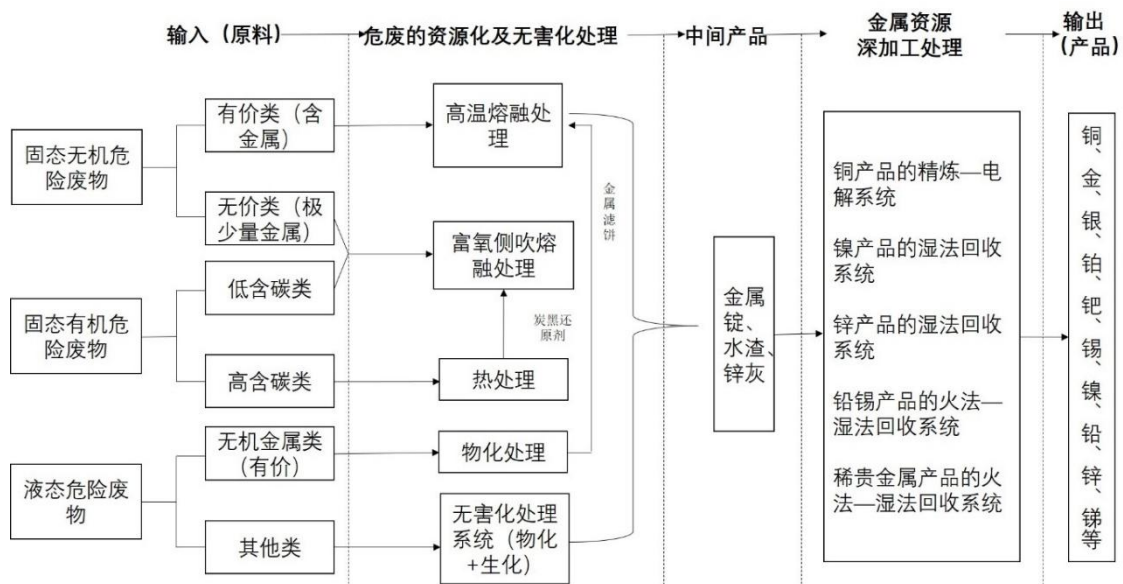 输入（原料）
危废的资源化及无害化处理
中间产品
金属资源
深加工处理
输出
（产品）
固态无机危
险废物
有价类（含
金属）
无价类（极
少量金属）
固态有机危
险废物
低含碳类
高含碳类
液态危险废
物
无机金属类
（有价）
其他类
高温熔融处
理
富氧侧吹熔
融处理
炭黑还
原剂
热处理
物化处理
无害化处理
系统（物化
+生化）
金
属
滤
饼
金属
锭、
水渣、
锌灰
铜产品的精炼—电
解系统
镍产品的湿法回收
系统
锌产品的湿法回收
系统
铅锡产品的火法—
湿法回收系统
稀贵金属产品的火
法—湿法回收系统
铜、
金、
银、
铂、
钯、
锡、
镍、
铅、
锌、
锑等